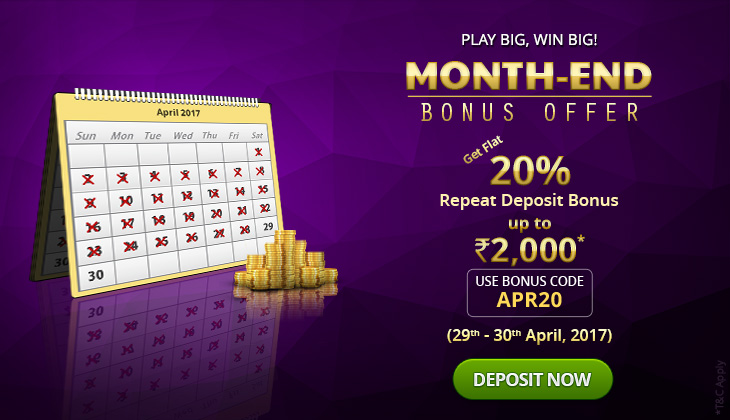 PLAY BIG, WIN BIG!
MONTH-END
BONUS OFFER
Get Flat
20%
Repeat Deposit Bonus
up to
₹2,000*
USE BONUS CODE
APR20
(29th - 30th April, 2017)
DEPOSIT NOW
*T&C Apply
April 2017
Sun Mon Tue Wed Thu Fri Sat
1
2 3 4 5 6 7 8
9 10 11 12 13 14 15
16 17 18 19 20 21 22
23 24 25 26 27 28 29
30